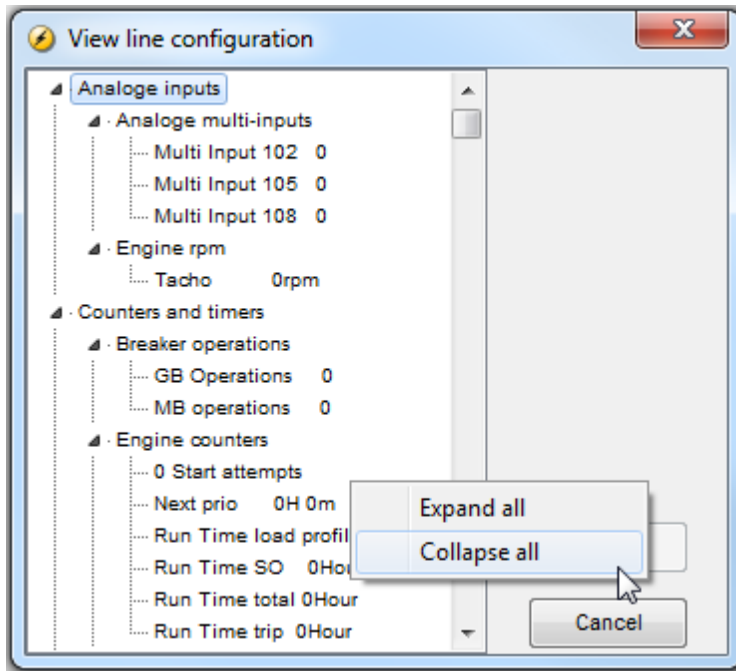 View line configuration
Analoge inputs
Analoge multi-inputs
Multi Input 102 0
Multi Input 105 0
Multi Input 108 0
Engine rpm
Tacho 0rpm
Counters and timers
Breaker operations
GB Operations 0
MB operations 0
Engine counters
0 Start attempts
Next prio 0H 0m
Run Time load profil
Run Time SO 0Hou
Run Time total 0Hour
Run Time trip 0Hour
Expand all
Collapse all
Cancel